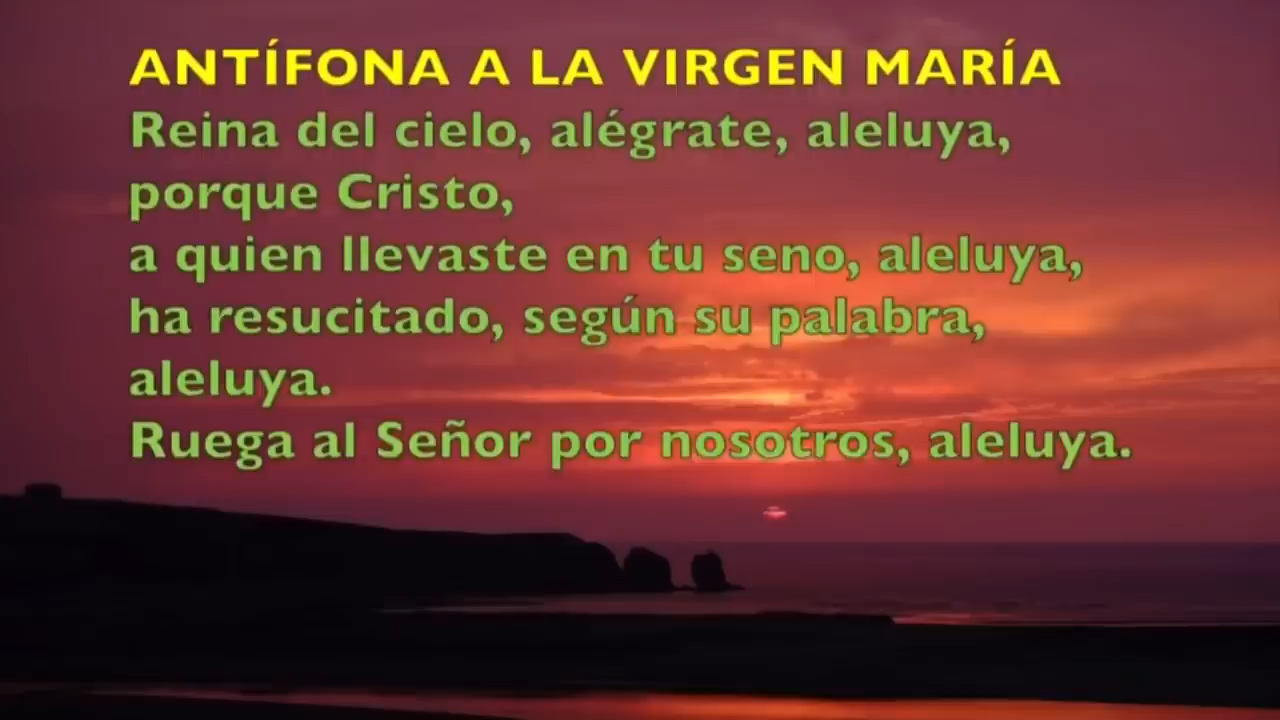 ANTÍFONA A LA VIRGEN MARÍA
Reina del cielo, alégrate, aleluya,
porque Cristo,
a quien llevaste en tu seno, aleluya,
ha resucitado, según su palabra,
aleluya.
Ruega al Señor por nosotros, aleluya.